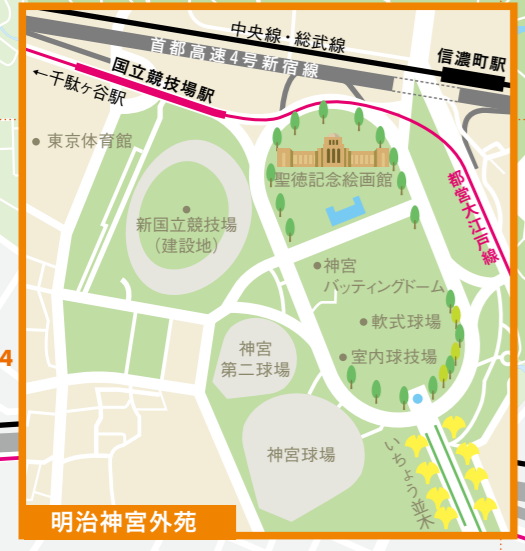 中央線・総武線
首都高速4号新宿線
信濃町駅
国立競技場駅
←千駄ヶ谷駅
東京体育館
聖徳記念絵画館
都営大江戸線
新国立競技場
(建設地)
神宮
バッティングドーム
軟式球場
室内球技場
4
神宮
第二球場
神宮球場
いちょう並木
明治神宮外苑